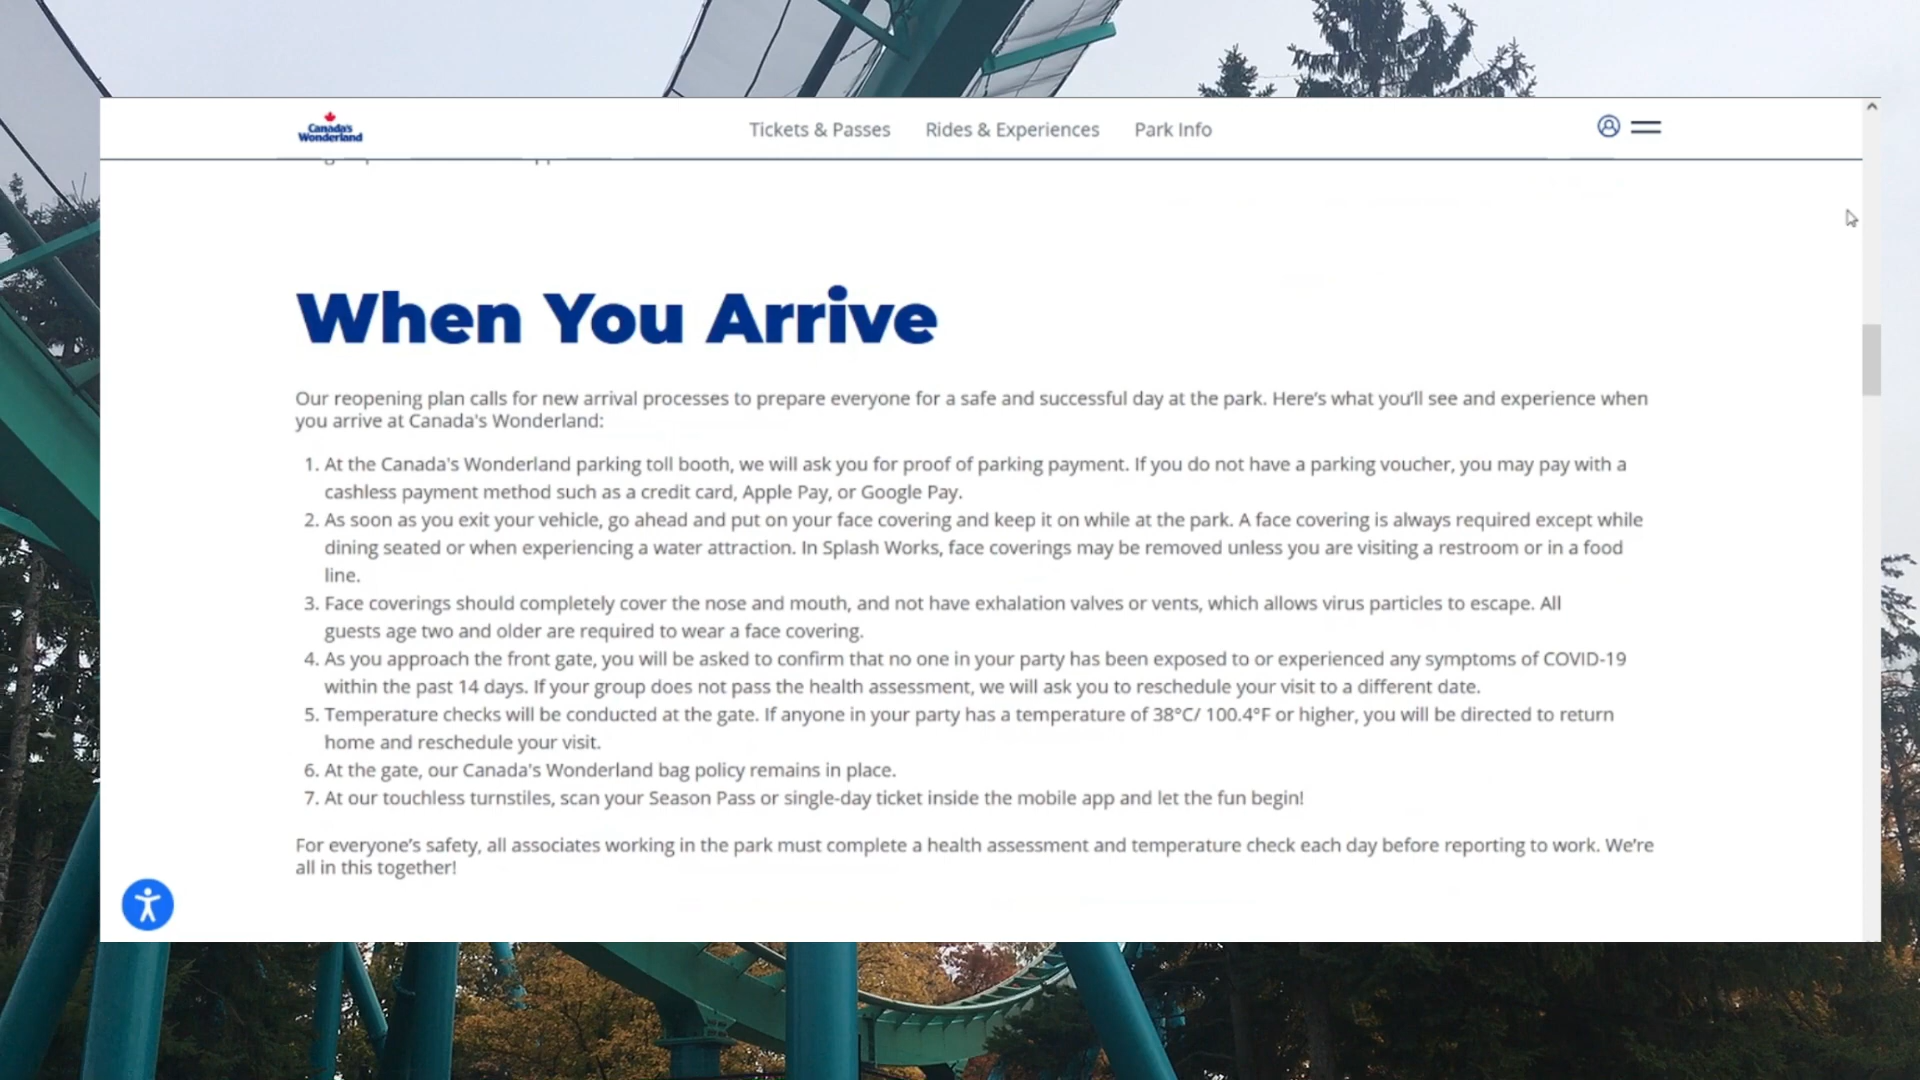 Canada's
Wonderland
Tickets & Passes
Rides & Experiences
Park Info
When You Arrive
Our reopening plan calls for new arrival processes to prepare everyone for a safe and successful day at the park. Here's what you'll see and experience when
you arrive at Canada's Wonderland:
1. At the Canada's Wonderland parking toll booth, we will ask you for proof of parking payment. If you do not have a parking voucher, you may pay with a
cashless payment method such as a credit card, Apple Pay, or Google Pay.
2. As soon as you exit your vehicle, go ahead and put on your face covering and keep it on while at the park. A face covering is always required except while
dining seated or when experiencing a water attraction. In Splash Works, face coverings may be removed unless you are visiting a restroom or in a food
line.
3. Face coverings should completely cover the nose and mouth, and not have exhalation valves or vents, which allows virus particles to escape. All
guests age two and older are required to wear a face covering.
4. As you approach the front gate, you will be asked to confirm that no one in your party has been exposed to or experienced any symptoms of COVID-19
within the past 14 days. If your group does not pass the health assessment, we will ask you to reschedule your visit to a different date.
5. Temperature checks will be conducted at the gate. If anyone in your party has a temperature of 38°C/ 100.4°F or higher, you will be directed to return
home and reschedule your visit.
6. At the gate, our Canada's Wonderland bag policy remains in place.
7. At our touchless turnstiles, scan your Season Pass or single-day ticket inside the mobile app and let the fun begin!
For everyone’s safety, all associates working in the park must complete a health assessment and temperature check each day before reporting to work. We’re
all in this together!